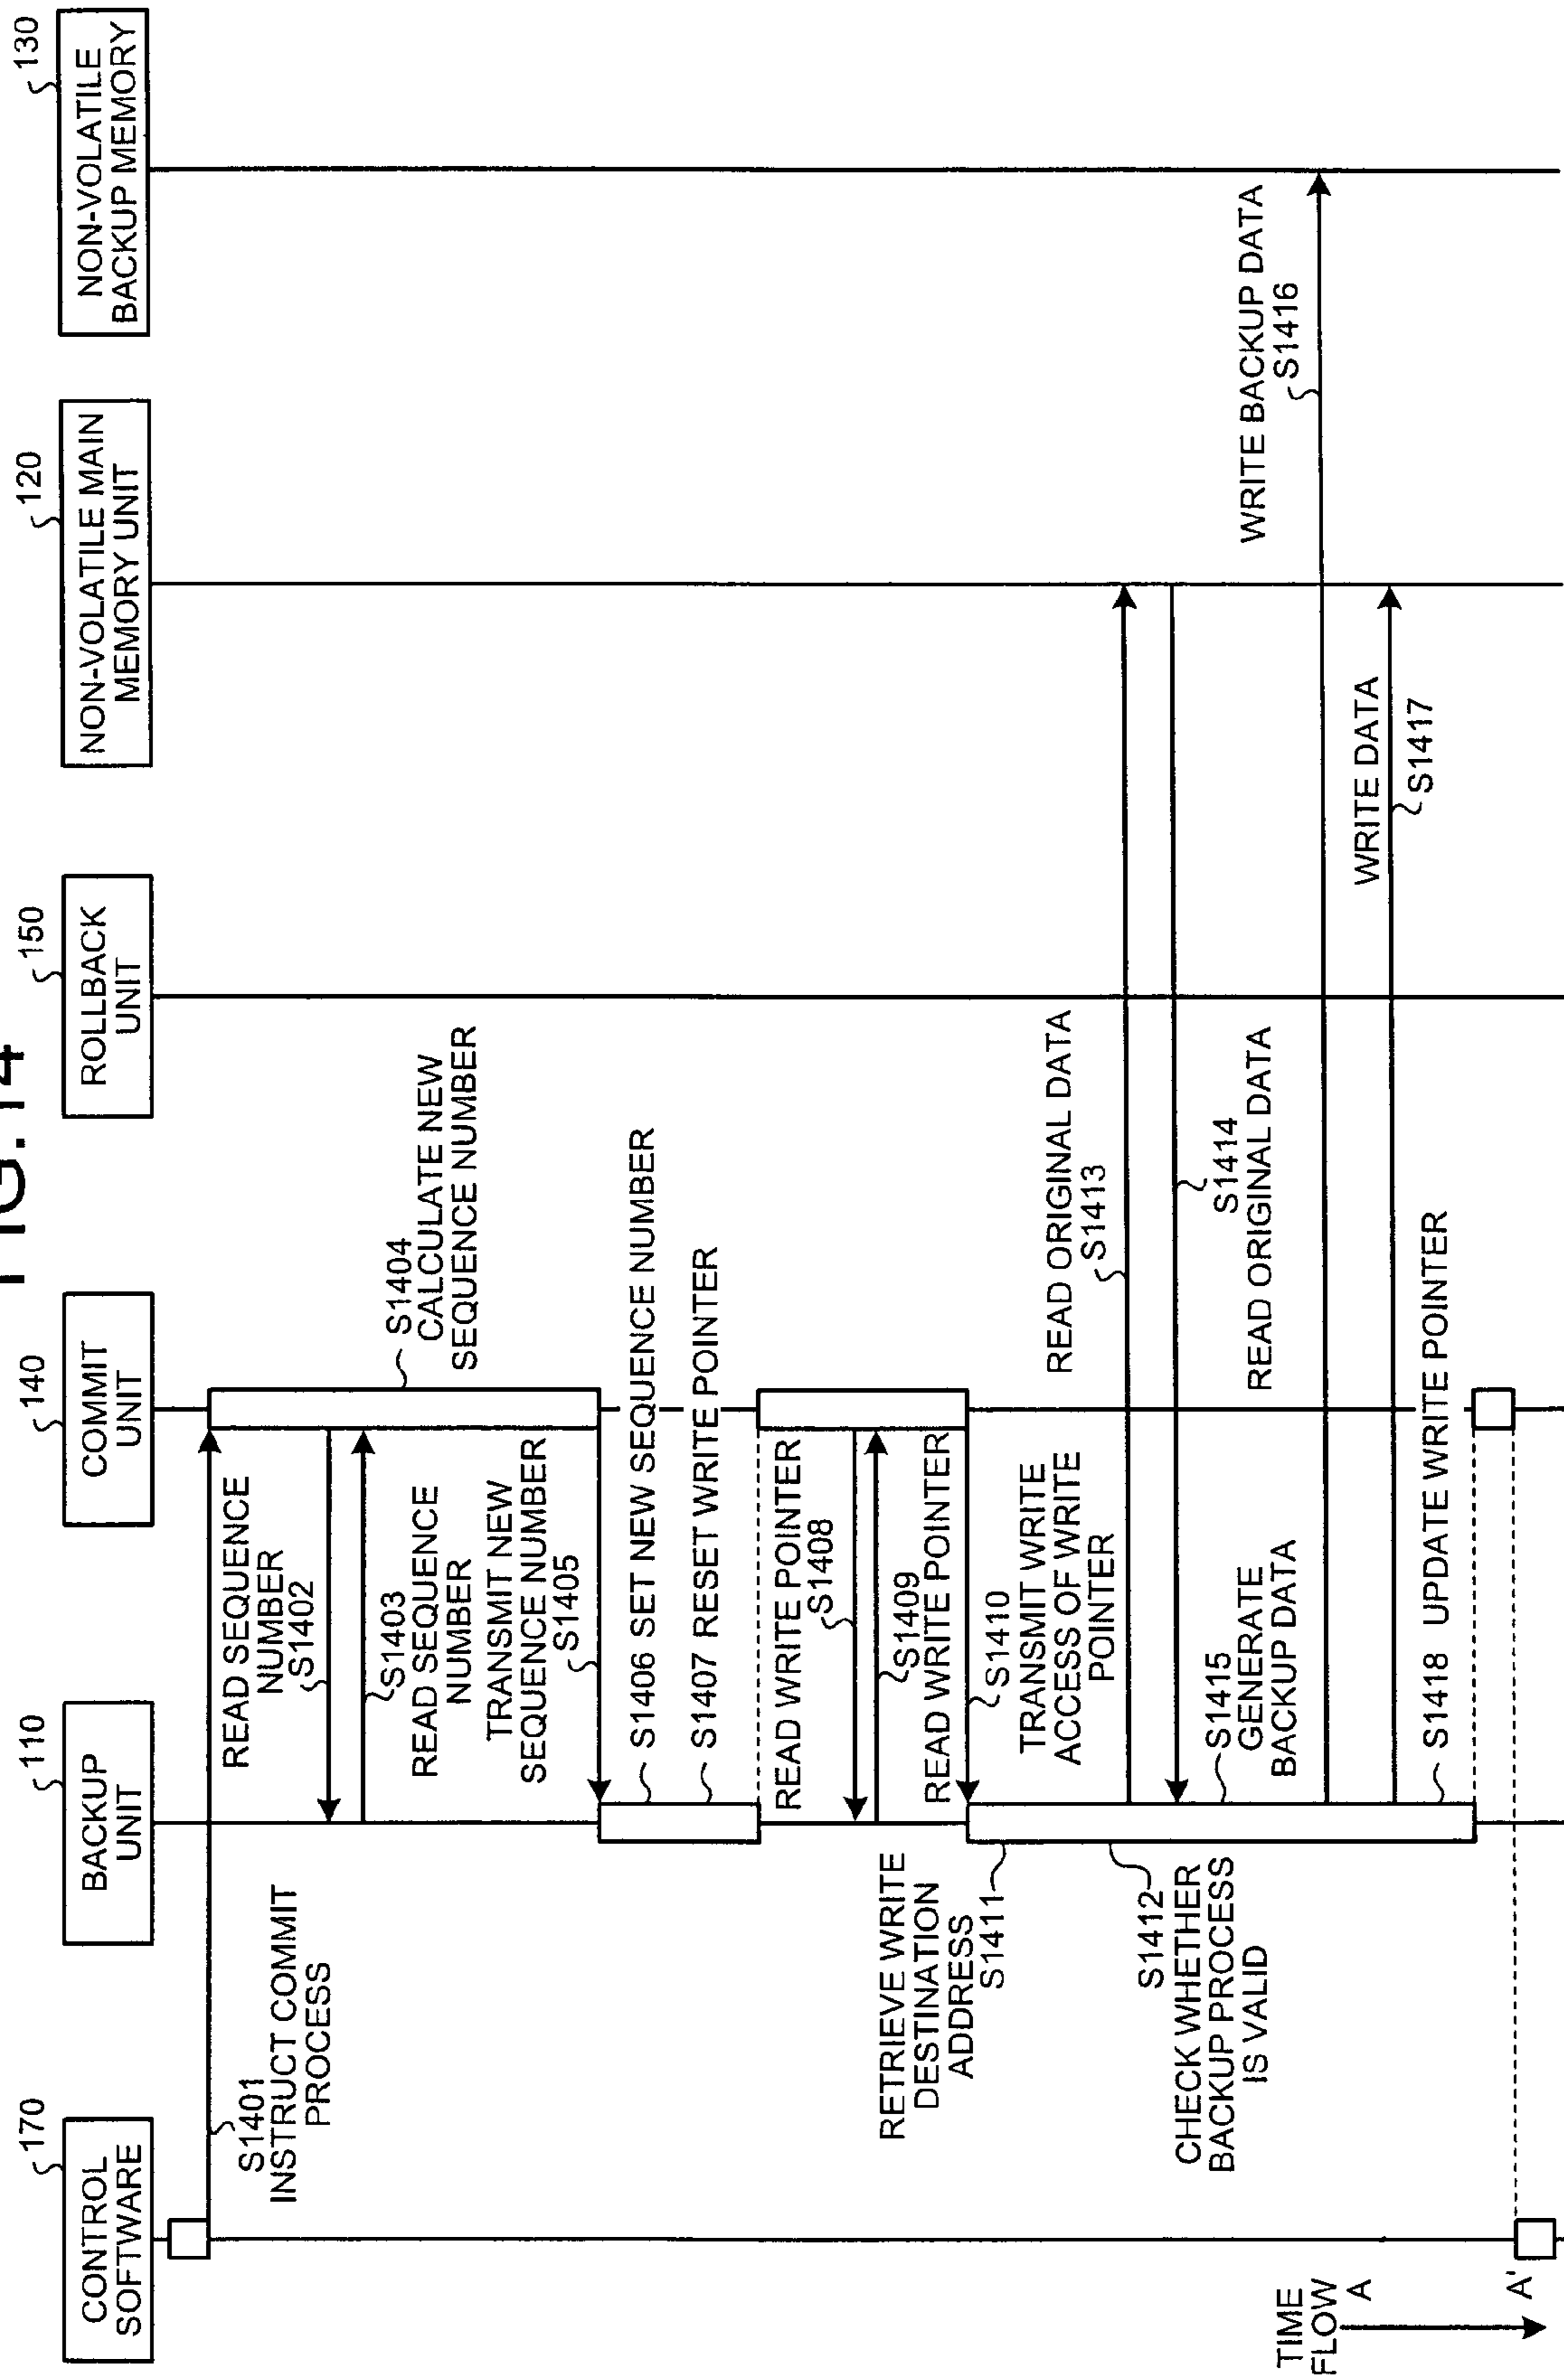 FIG.14
170
CONTROL
SOFTWARE
110
BACKUP
UNIT
140
COMMIT
UNIT
150
ROLLBACK
UNIT
120
NON-VOLATILE MAIN
MEMORY UNIT
130
NON-VOLATILE
BACKUP MEMORY
S1401
INSTRUCT COMMIT
PROCESS
READ SEQUENCE
NUMBER
S1402
S1403
READ SEQUENCE
NUMBER
S1404
CALCULATE NEW
SEQUENCE NUMBER
TRANSMIT NEW
SEQUENCE NUMBER
S1405
S1406 SET NEW SEQUENCE NUMBER
S1407 RESET WRITE POINTER
READ WRITE POINTER
S1408
S1409
READ WRITE POINTER
S1410
TRANSMIT WRITE
ACCESS OF WRITE
POINTER
RETRIEVE WRITE
DESTINATION
ADDRESS
S1411
S1412
CHECK WHETHER
BACKUP PROCESS
IS VALID
READ ORIGINAL DATA
S1413
S1414
READ ORIGINAL DATA
S1415
GENERATE
BACKUP DATA
WRITE BACKUP DATA
S1416
WRITE DATA
S1417
S1418 UPDATE WRITE POINTER
TIME
FLOW
A
A'